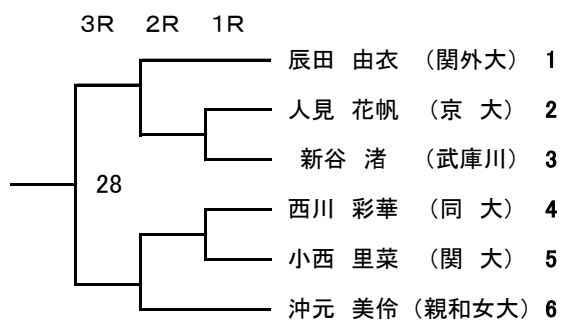 3R 2R 1R
辰田 由衣 （関外大） 1
人見 花帆 （京 大） 2
新谷 渚 （武庫川） 3
28
西川 彩華 （同 大） 4
小西 里菜 （関 大） 5
沖元 美伶（親和女大） 6